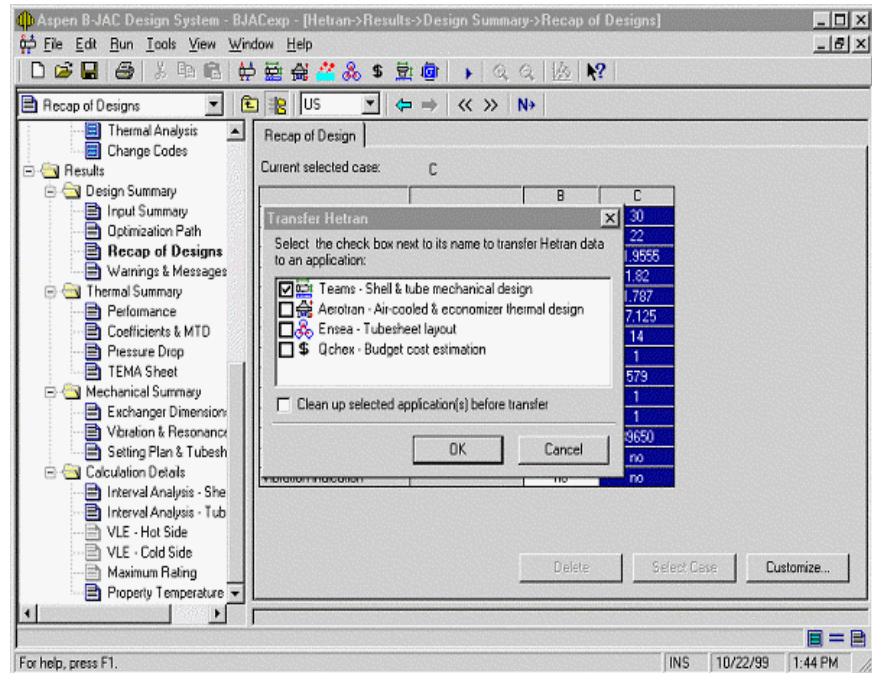 Aspen B-JAC Design System - BJACexp - [Hetran->Results->Design Summary->Recap of Designs]
File Edit Run Tools View Window Help
Recap of Designs
US
Thermal Analysis
Change Codes
Results
Design Summary
Input Summary
Optimization Path
Recap of Designs
Warnings & Messages
Thermal Summary
Performance
Coefficients & MTD
Pressure Drop
TEMA Sheet
Mechanical Summary
Exchanger Dimension
Vibration & Resonance
Setting Plan & Tubesh
Calculation Details
Interval Analysis - She
Interval Analysis - Tub
VLE - Hot Side
VLE - Cold Side
Maximum Rating
Property Temperature
Recap of Design
Current selected case: C
B C
30
22
.9555
1.82
.787
7.125
14
1
579
1
1
9650
no
Vibration Indication no no
Transfer Hetran
Select the check box next to its name to transfer Hetran data
to an application:
Teams - Shell & tube mechanical design
Aerotran - Air-cooled & economizer thermal design
Ensea - Tubesheet layout
$ Qchex - Budget cost estimation
Clean up selected application(s) before transfer
OK Cancel
Delete Select Case Customize...
For help, press F1. INS 10/22/99 1:44 PM